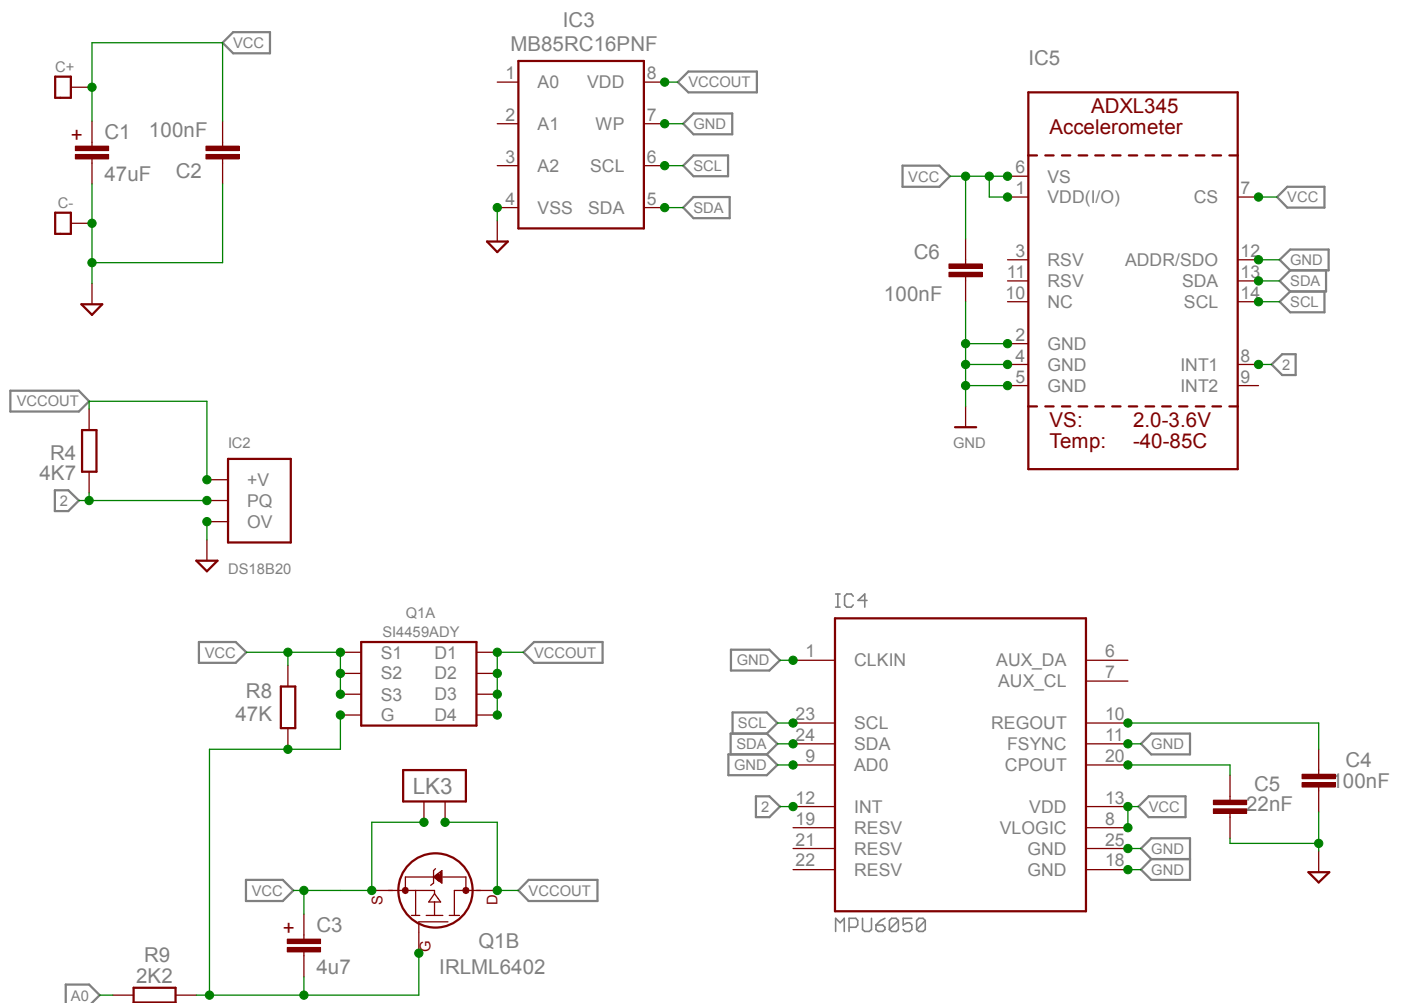 VCC
C+
+
C1
47uF
100nF
C2
C-
IC3
MB85RC16PNF
1 A0 VDD 8 VCCOUT
2 A1 WP 7 GND
3 A2 SCL 6 SCL
4 VSS SDA 5 SDA
IC5
ADXL345
Accelerometer
VCC 6 VS
1 VDD(I/O) CS 7 VCC
C6
100nF
3 RSV ADDR/SDO 12 GND
11 RSV SDA 13 SDA
10 NC SCL 14 SCL
2 GND
4 GND INT1 8 2
5 GND INT2 9
GND
VS: 2.0-3.6V
Temp: -40-85C
VCCOUT
R4
4K7
2
IC2
+V
PQ
OV
DS18B20
Q1A
SI4459ADY
VCC S1 D1 VCCOUT
S2 D2
S3 D3
G D4
R8
47K
LK3
VCC S D VCCOUT
G
+
C3
4u7
Q1B
IRLML6402
R9
2K2
A0
IC4
GND 1 CLKIN AUX_DA 6
AUX_CL 7
SCL 23 SCL REGOUT 10
SDA 24 SDA FSYNC 11 GND
GND 9 AD0 CPOUT 20
2 12 INT VDD 13 VCC
19 RESV VLOGIC 8
21 RESV GND 25 GND
22 RESV GND 18 GND
MPU6050
C5
22nF
C4
100nF